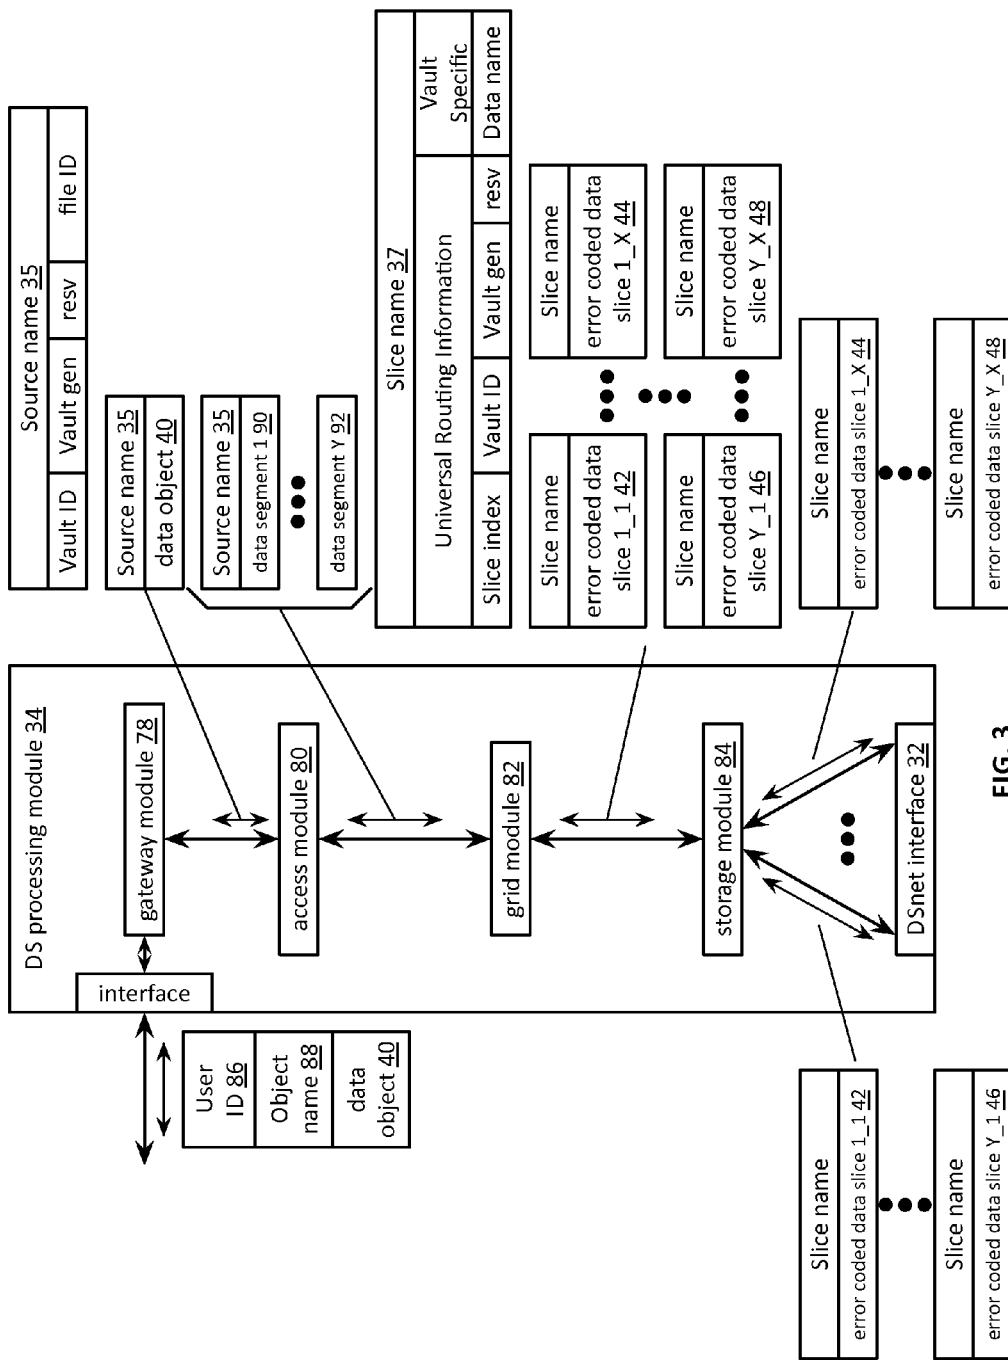 DS processing module 34
interface
gateway module 78
access module 80
grid module 82
storage module 84
DSnet interface 32
User
ID 86
Object
name 88
data
object 40
Source name 35
Vault ID
Vault gen
resv
file ID
Source name 35
data object 40
Source name 35
data segment 1 90
data segment Y 92
Slice name 37
Universal Routing Information
Vault
Specific
Slice index
Vault ID
Vault gen
resv
Data name
Slice name
error coded data
slice 1_1 42
Slice name
error coded data
slice 1_X 44
Slice name
error coded data
slice Y_1 46
Slice name
error coded data
slice Y_X 48
Slice name
error coded data slice 1_1 42
Slice name
error coded data slice Y_1 46
Slice name
error coded data slice 1_X 44
Slice name
error coded data slice Y_X 48
FIG. 3